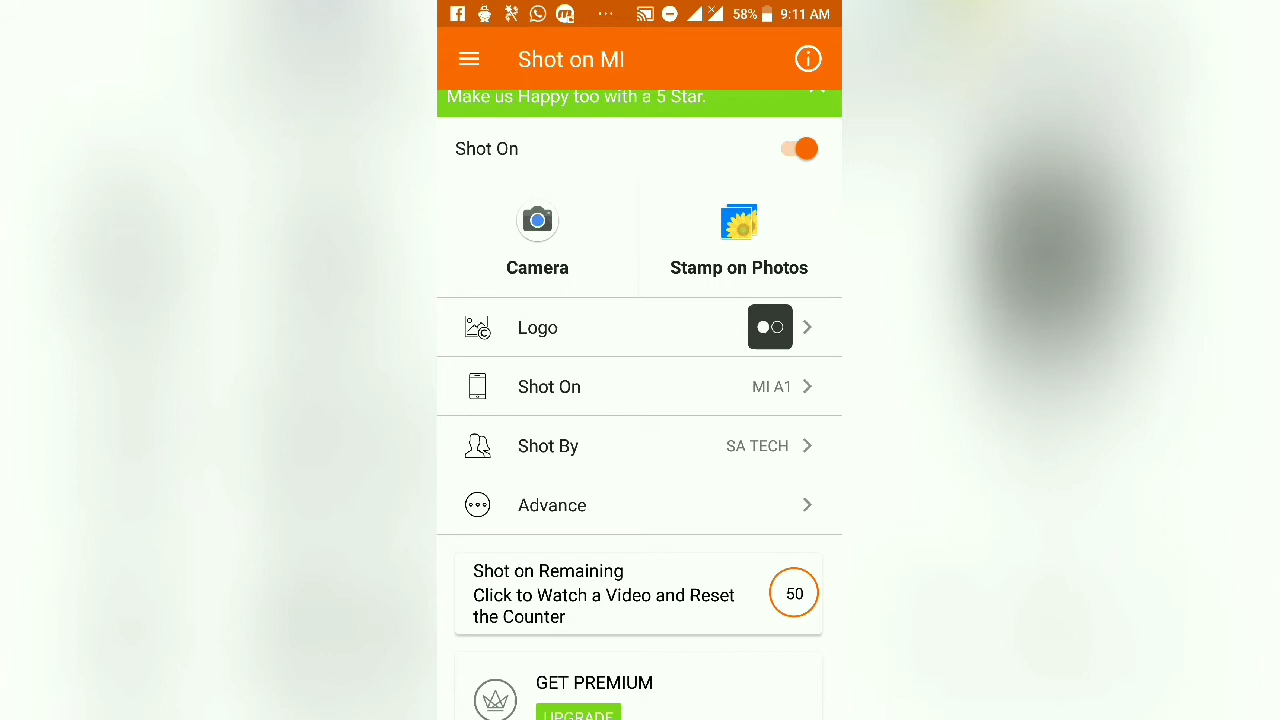 58% 9:11 AM
Shot on MI
Make us Happy too with a 5 Star.
Shot On
Camera
Stamp on Photos
Logo
Shot On MI A1
Shot By SA TECH
Advance
Shot on Remaining
Click to Watch a Video and Reset
the Counter
50
GET PREMIUM
UPGRADE